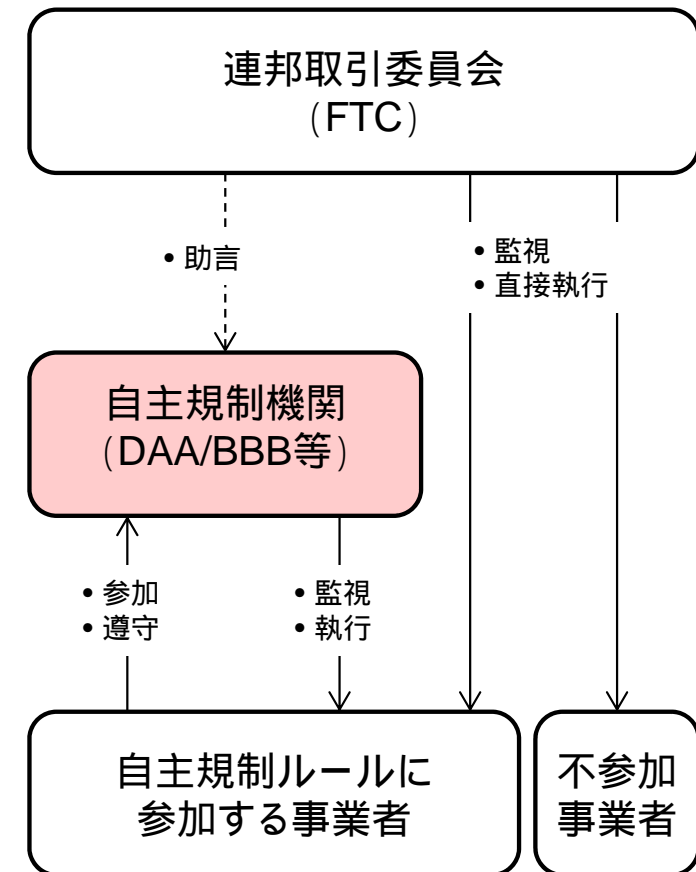 連邦取引委員会
（FTC）
• 助言
• 監視
• 直接執行
自主規制機関
（DAA/BBB等）
• 参加
• 遵守
• 監視
• 執行
自主規制ルールに
参加する事業者
不参加
事業者